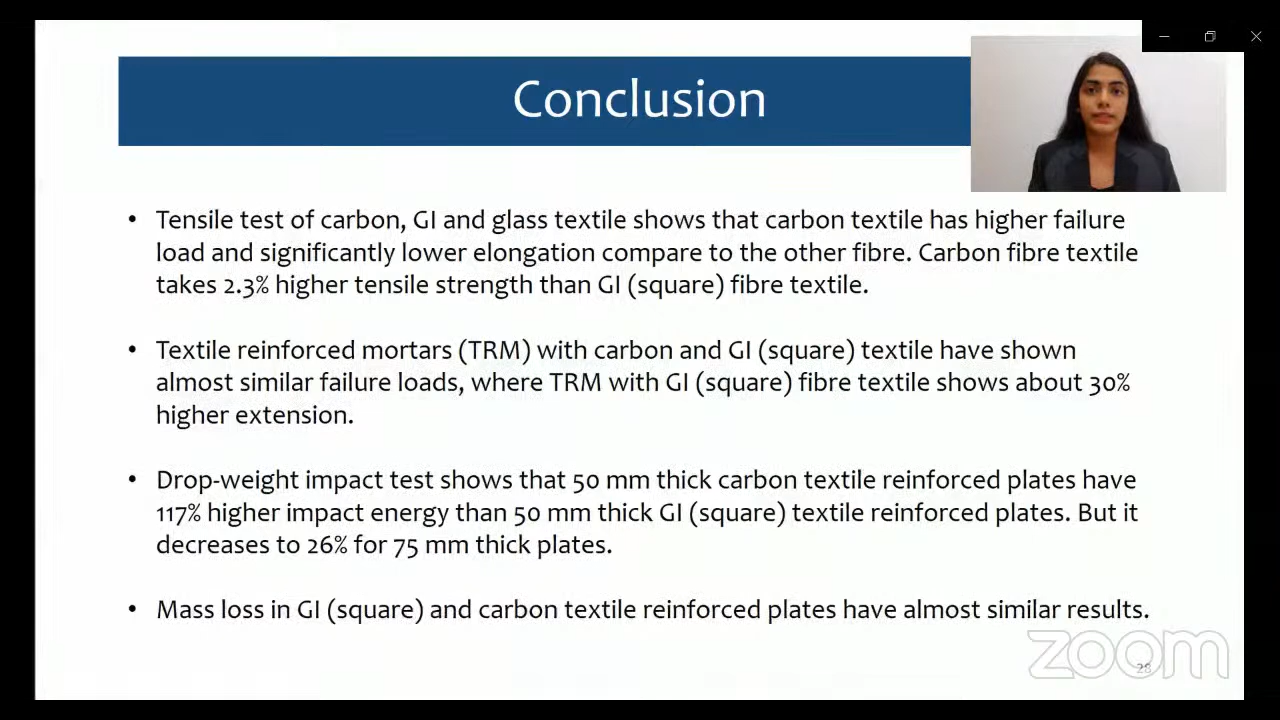 Conclusion
• Tensile test of carbon, GI and glass textile shows that carbon textile has higher failure
load and significantly lower elongation compare to the other fibre. Carbon fibre textile
takes 2.3% higher tensile strength than GI (square) fibre textile.
• Textile reinforced mortars (TRM) with carbon and GI (square) textile have shown
almost similar failure loads, where TRM with GI (square) fibre textile shows about 30%
higher extension.
• Drop-weight impact test shows that 50 mm thick carbon textile reinforced plates have
117% higher impact energy than 50 mm thick GI (square) textile reinforced plates. But it
decreases to 26% for 75 mm thick plates.
• Mass loss in GI (square) and carbon textile reinforced plates have almost similar results.
zoom
28